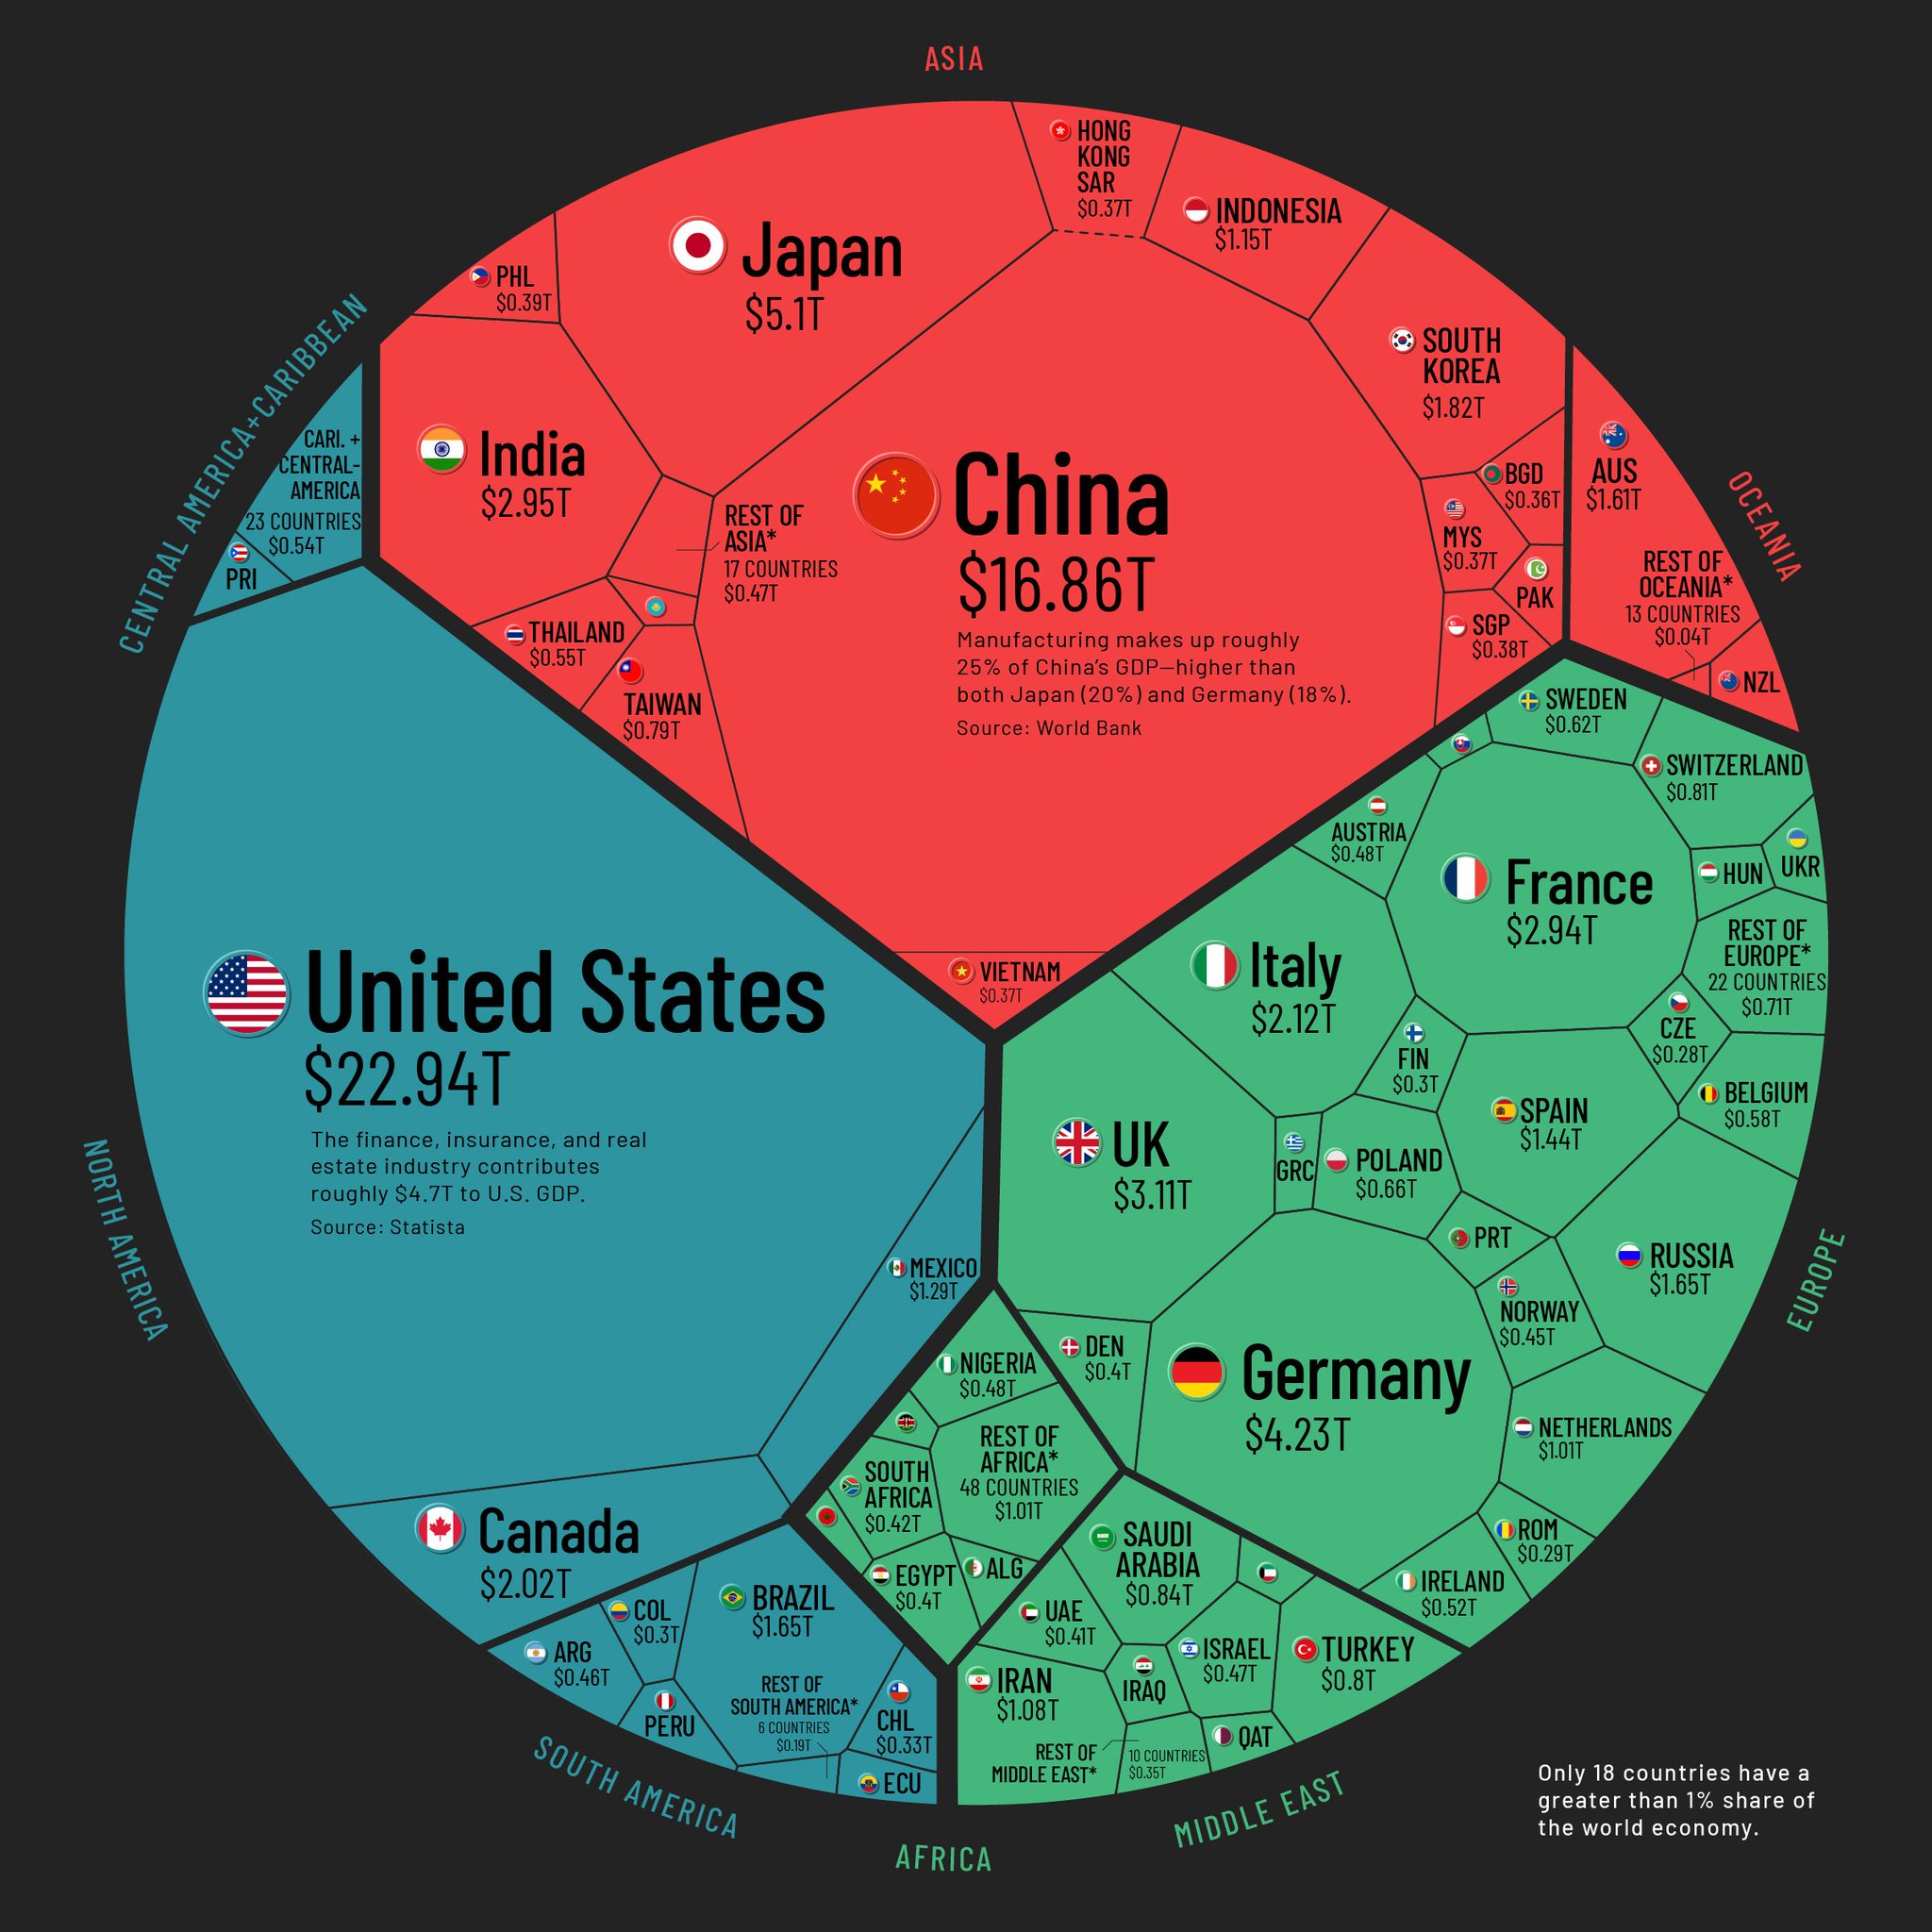 ASIA
HONG
KONG
SAR
$0.37T
INDONESIA
$1.15T
Japan
$5.1T
PHL
$0.39T
SOUTH
KOREA
$1.82T
India
$2.95T
China
$16.86T
Manufacturing makes up roughly
25% of China's GDP—higher than
both Japan (20%) and Germany (18%).
Source: World Bank
REST OF
ASIA*
17 COUNTRIES
$0.47T
BGD
$0.36T
MYS
$0.37T
PAK
SGP
$0.38T
THAILAND
$0.55T
TAIWAN
$0.79T
VIETNAM
$0.37T
OCEANIA
AUS
$1.61T
REST OF
OCEANIA*
13 COUNTRIES
$0.04T
NZL
CENTRAL AMERICA+CARIBBEAN
CARI. +
CENTRAL-
AMERICA
23 COUNTRIES
$0.54T
PRI
NORTH AMERICA
United States
$22.94T
The finance, insurance, and real
estate industry contributes
roughly $4.7T to U.S. GDP.
Source: Statista
MEXICO
$1.29T
Canada
$2.02T
EUROPE
SWEDEN
$0.62T
SWITZERLAND
$0.81T
AUSTRIA
$0.48T
France
$2.94T
HUN
UKR
REST OF
EUROPE*
22 COUNTRIES
$0.71T
Italy
$2.12T
FIN
$0.3T
CZE
$0.28T
BELGIUM
$0.58T
SPAIN
$1.44T
UK
$3.11T
GRC
POLAND
$0.66T
PRT
RUSSIA
$1.65T
NORWAY
$0.45T
DEN
$0.4T
Germany
$4.23T
NETHERLANDS
$1.01T
ROM
$0.29T
IRELAND
$0.52T
NIGERIA
$0.48T
REST OF
AFRICA*
48 COUNTRIES
$1.01T
SOUTH
AFRICA
$0.42T
EGYPT
$0.4T
ALG
AFRICA
SAUDI
ARABIA
$0.84T
UAE
$0.41T
ISRAEL
$0.47T
TURKEY
$0.8T
IRAN
$1.08T
IRAQ
QAT
REST OF
MIDDLE EAST*
10 COUNTRIES
$0.35T
MIDDLE EAST
COL
$0.3T
BRAZIL
$1.65T
ARG
$0.46T
PERU
REST OF
SOUTH AMERICA*
6 COUNTRIES
$0.19T
CHL
$0.33T
ECU
SOUTH AMERICA
Only 18 countries have a
greater than 1% share of
the world economy.